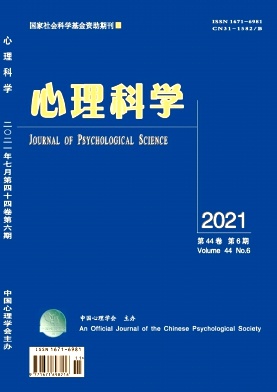 国家社会科学基金资助期刊
ISSN 1671-6981
CN31-1582/B
心理科学
二〇二一年七月第四十四卷第六期
中国心理学会主办
心理科学
JOURNAL OF PSYCHOLOGICAL SCIENCE
2021
第44卷 第6期
Volume 44 No.6
中国心理学会 主办
An Official Journal of the Chinese Psychological Society
ISSN 1671-6981